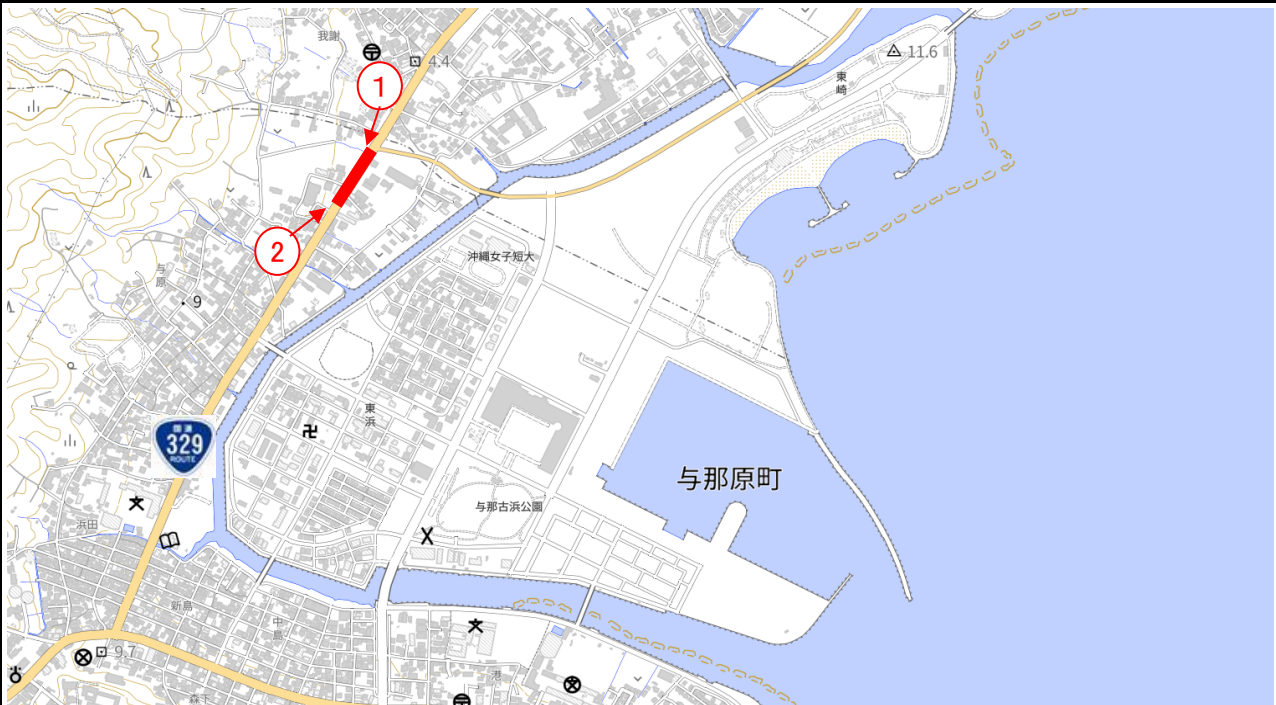 我謝
4.4
11.6
東崎
①
②
沖縄女子短大
与原
9
東浜
国道
329
ROUTE
与那原町
与那古浜公園
浜田
新島
中島
9.7
港
森下